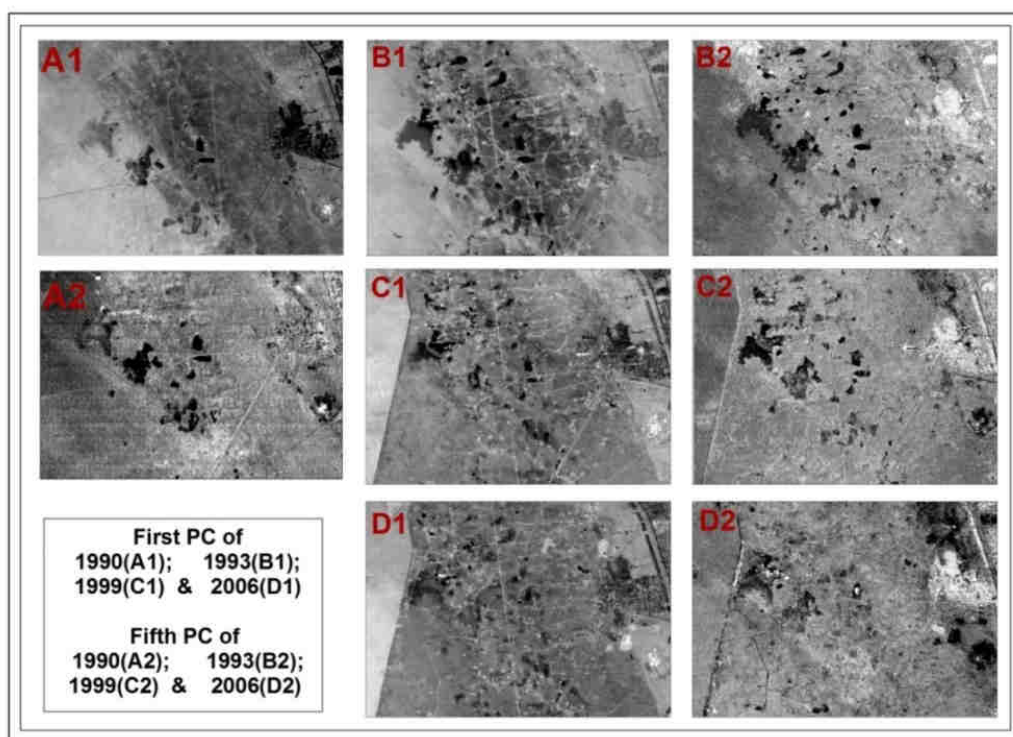 A1
B1
B2
A2
C1
C2
D1
D2
First PC of
1990(A1); 1993(B1);
1999(C1) & 2006(D1)
Fifth PC of
1990(A2); 1993(B2);
1999(C2) & 2006(D2)